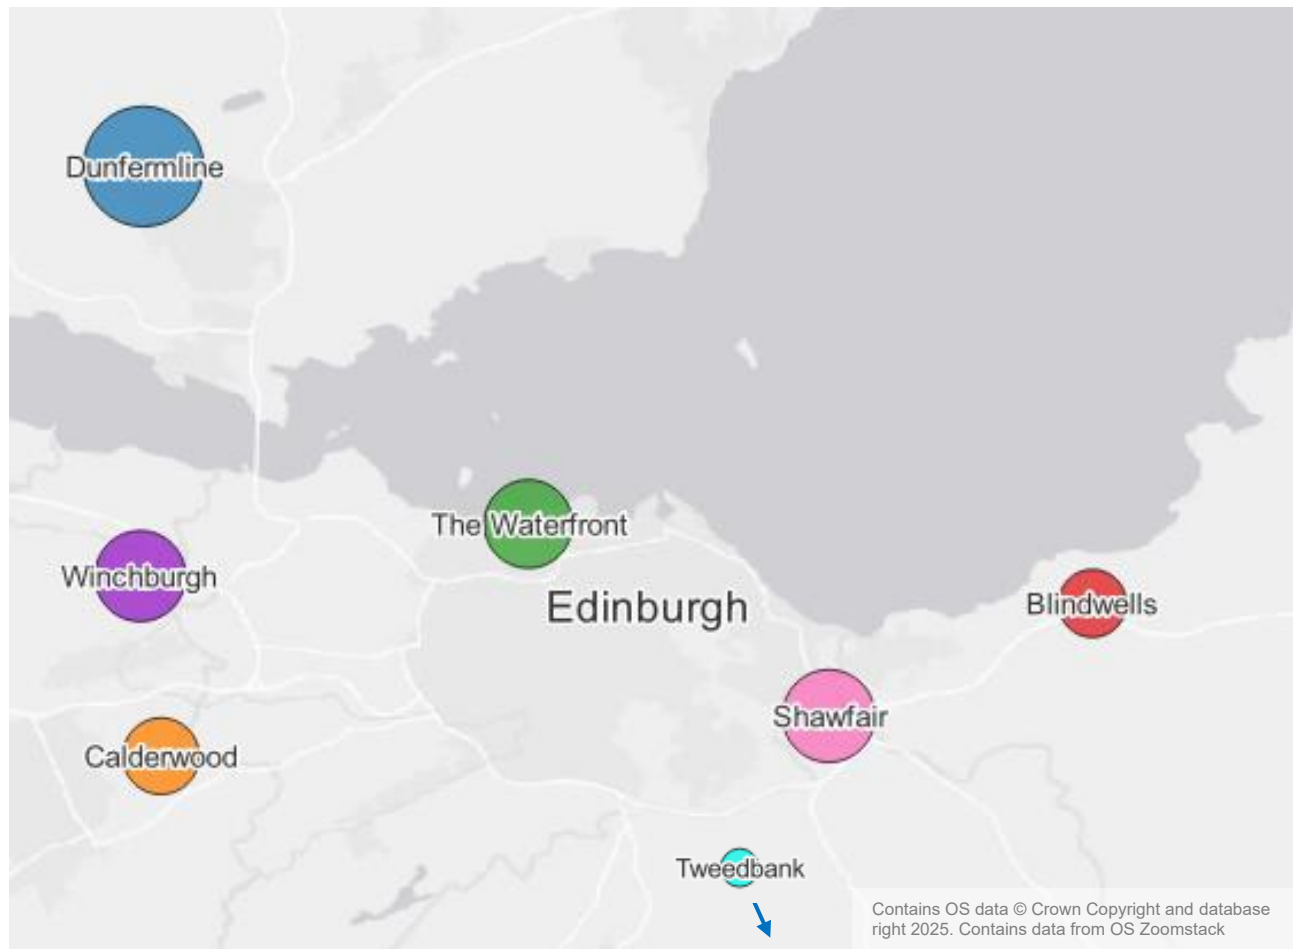 Dunfermline
The Waterfront
Winchburgh
Edinburgh
Blindwells
Shawfair
Calderwood
Tweedbank
Contains OS data © Crown Copyright and database
right 2025. Contains data from OS Zoomstack